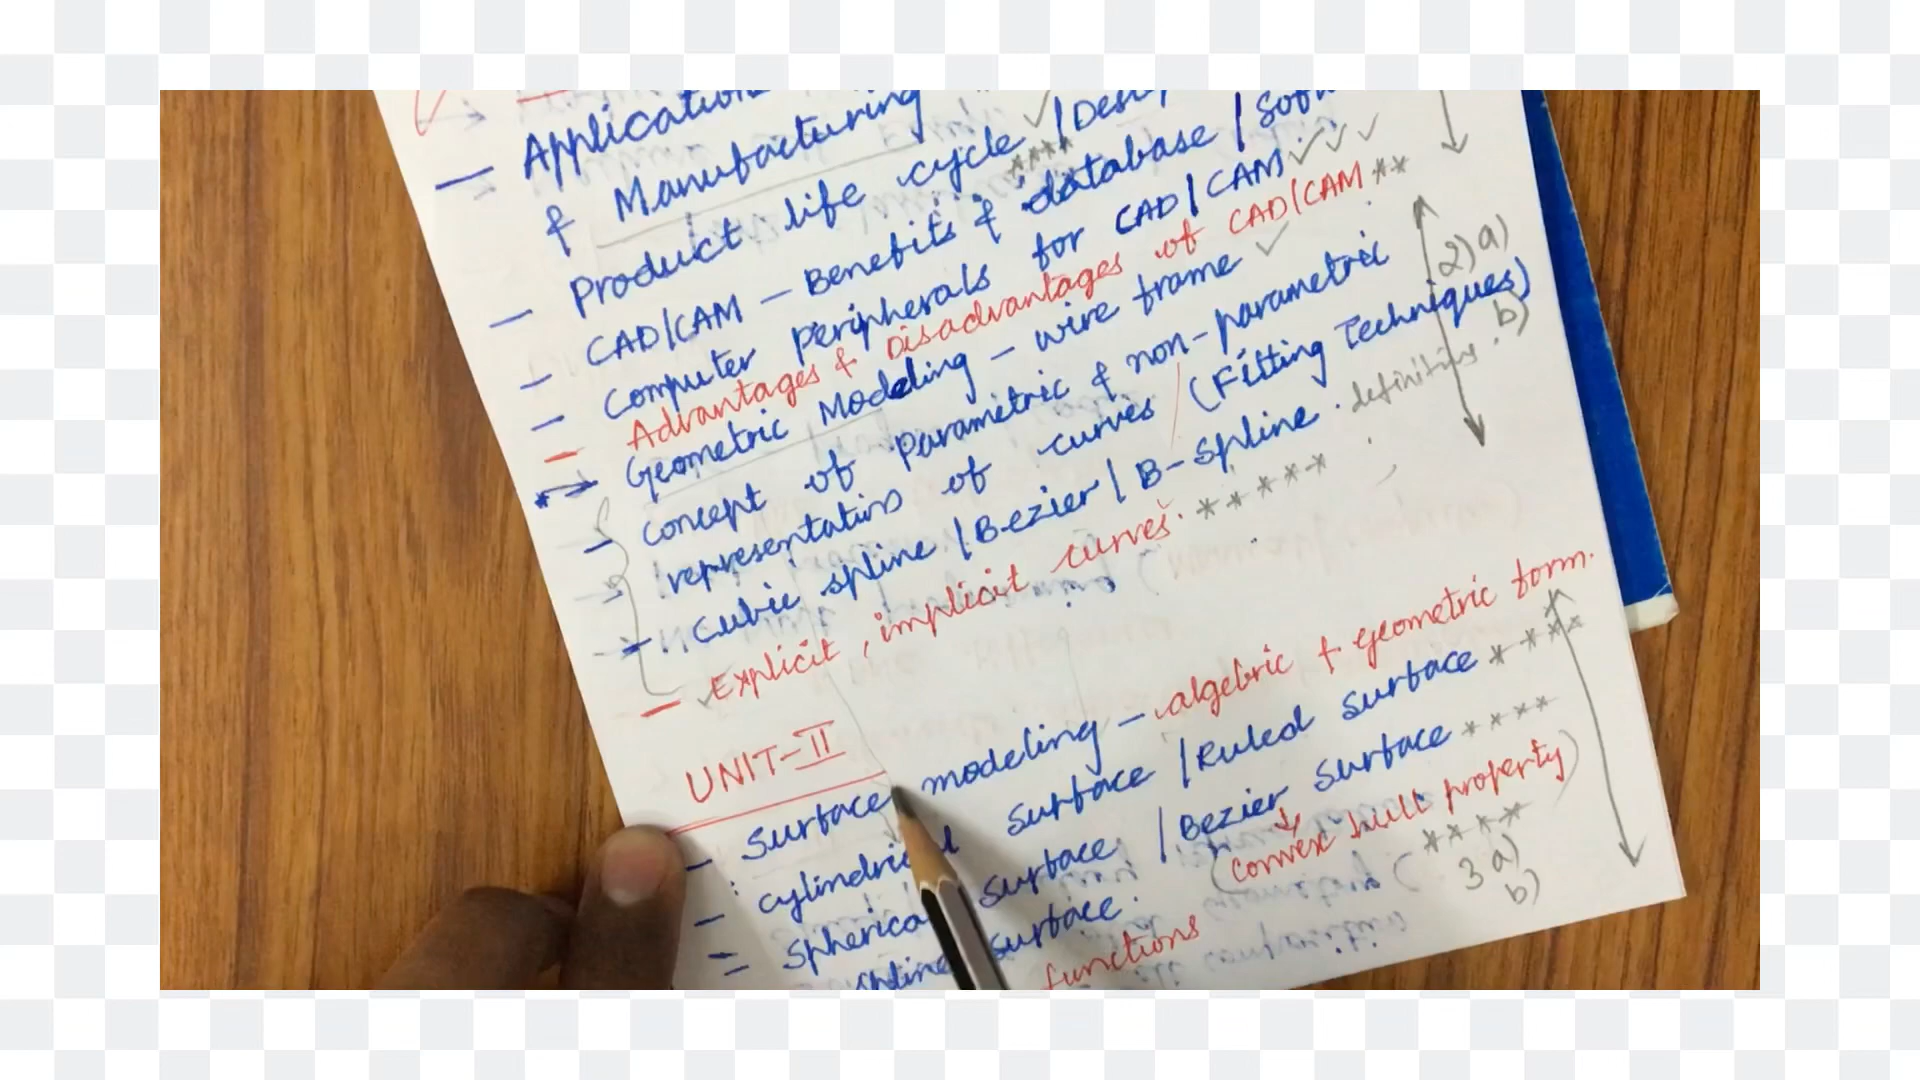 — Application
& Manufacturing
— Product life cycle / Des
— CAD/CAM — Benefits & database / Soft
****
— Computer peripherals for CAD/CAM ✓✓✓
— Advantages & Disadvantages of CAD/CAM **
* → Geometric Modeling — wire frame ✓
— concept of parametric & non-parametric
representations of curves (Fitting Techniques)
— Cubic spline / Bezier / B-spline. definitions.
— Explicit, implicit curves. *****
2) a)
b)
UNIT-II
— Surface modeling — algebric + geometric form.
— cylindrical surface / Ruled surface ****
— Spherical surface / Bezier surface ****
(convex hull property)
spline surface.
****
3 a)
b)
functions